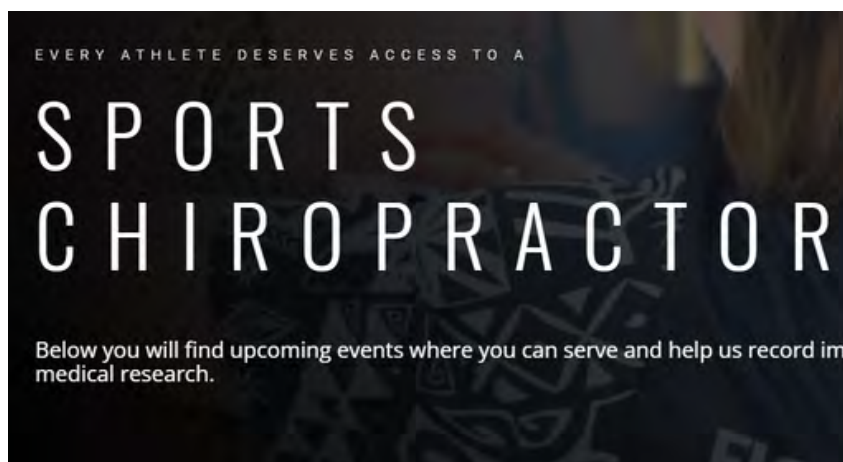 EVERY ATHLETE DESERVES ACCESS TO A
SPORTS
CHIROPRACTOR
Below you will find upcoming events where you can serve and help us record
medical research.